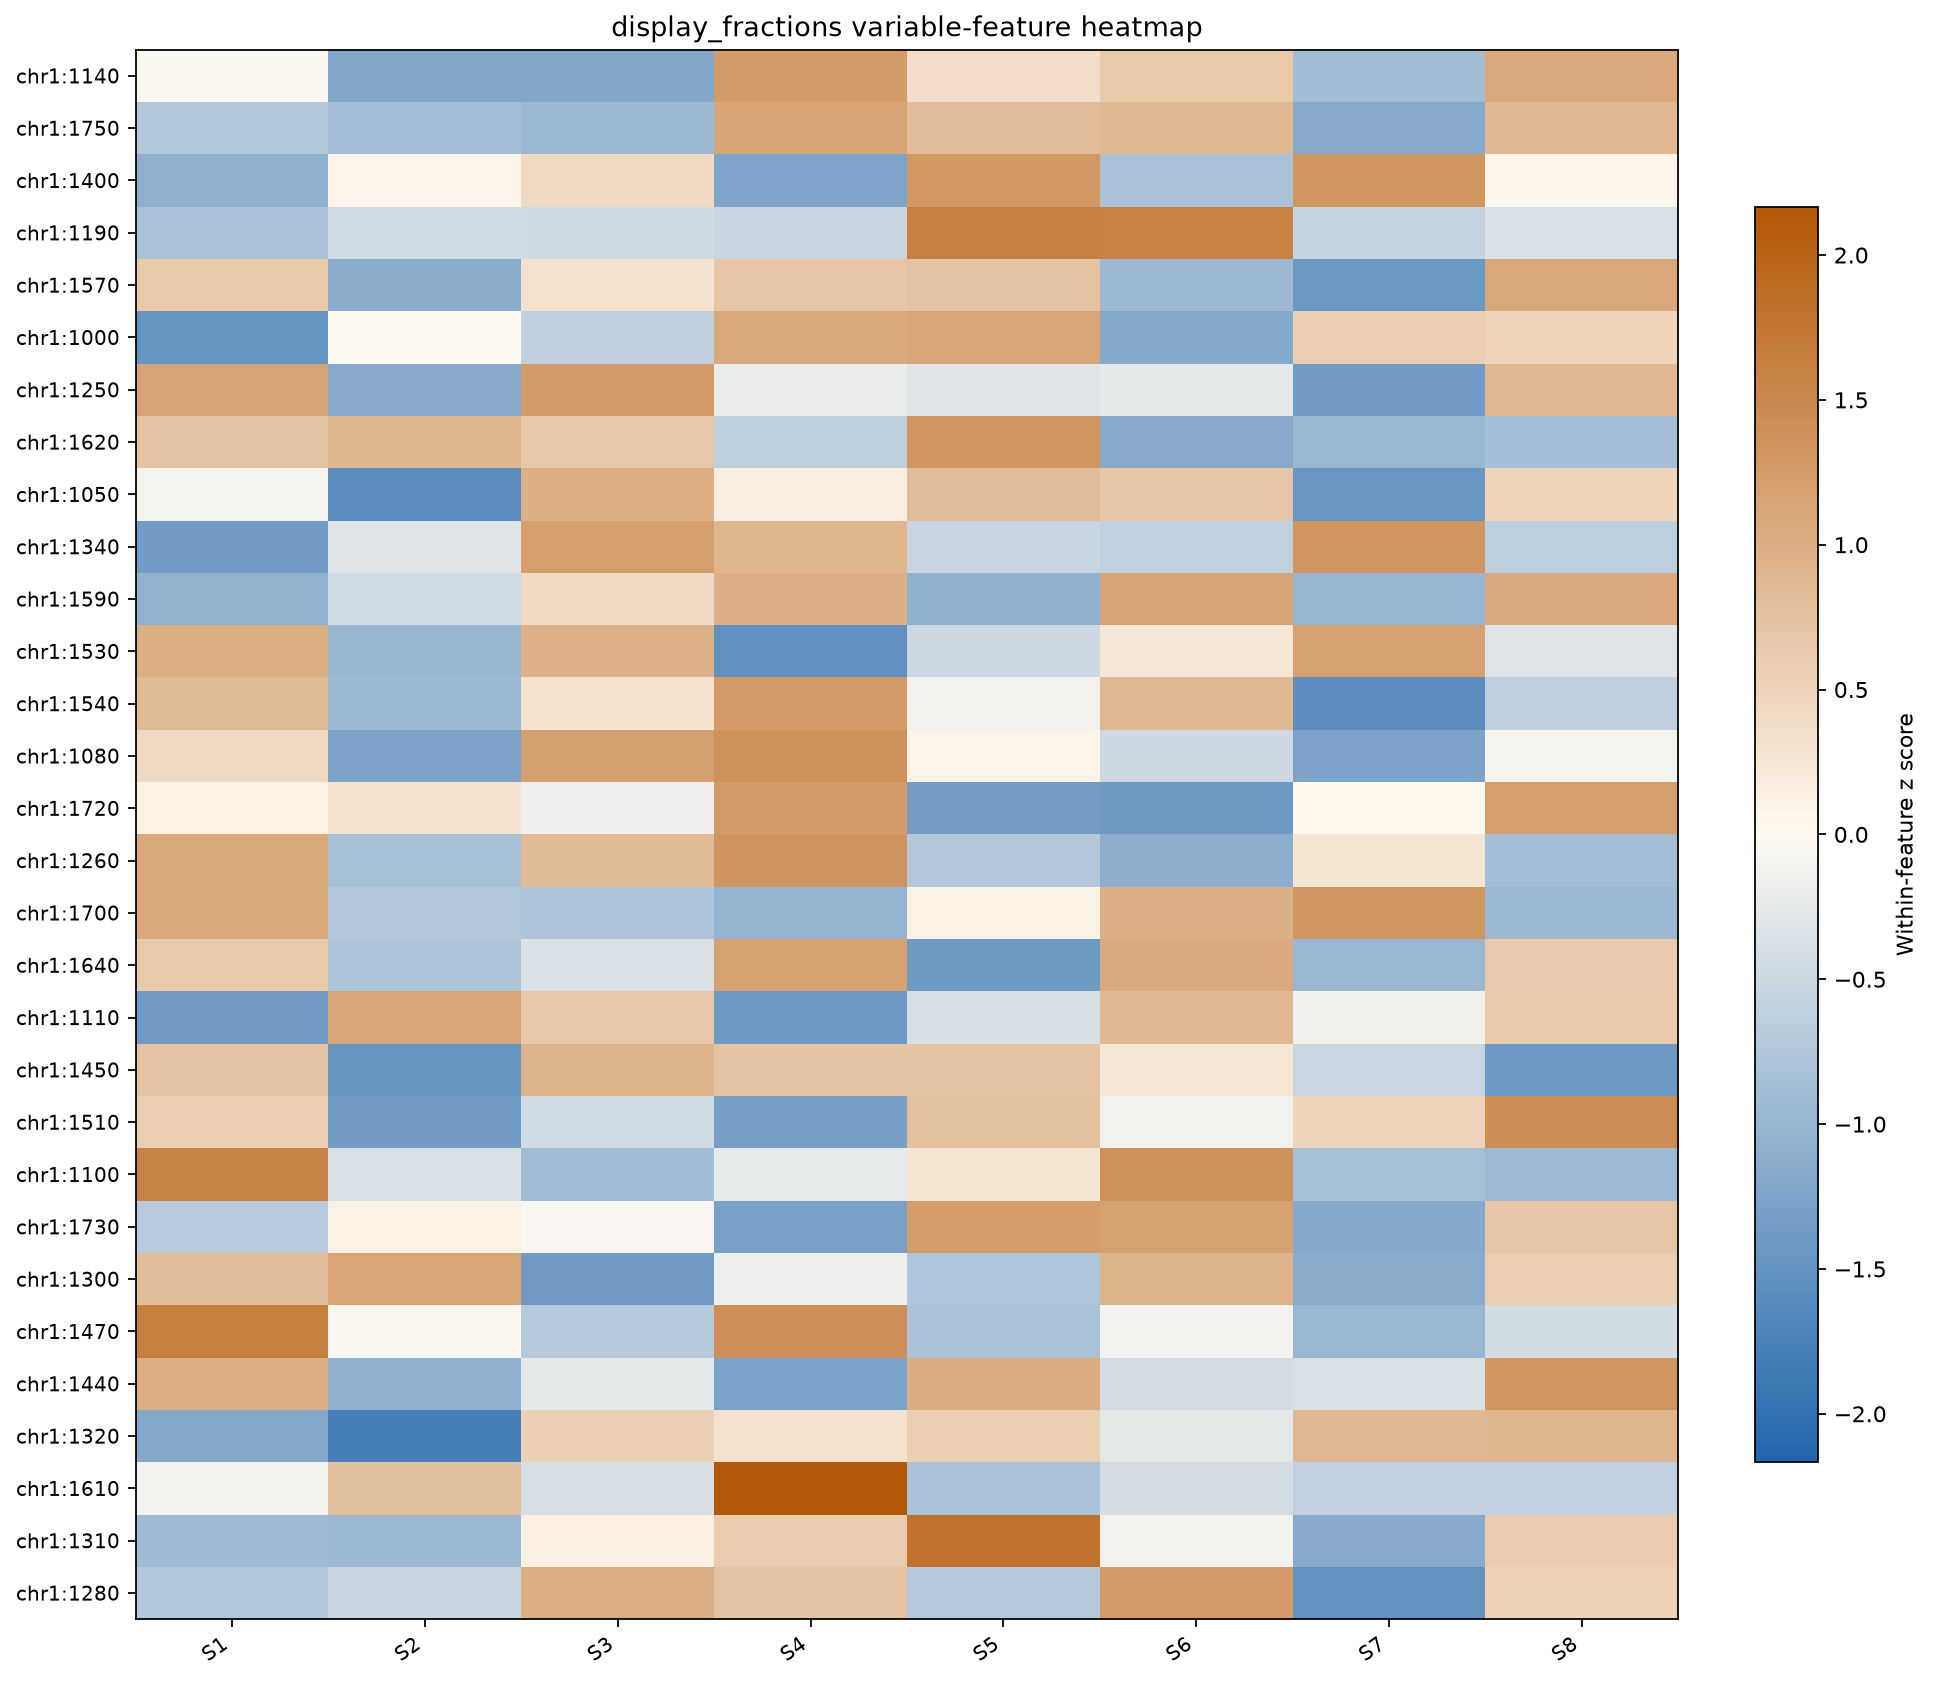 display_fractions variable-feature heatmap
chr1:1140
chr1:1750
chr1:1400
chr1:1190
chr1:1570
chr1:1000
chr1:1250
chr1:1620
chr1:1050
chr1:1340
chr1:1590
chr1:1530
chr1:1540
chr1:1080
chr1:1720
chr1:1260
chr1:1700
chr1:1640
chr1:1110
chr1:1450
chr1:1510
chr1:1100
chr1:1730
chr1:1300
chr1:1470
chr1:1440
chr1:1320
chr1:1610
chr1:1310
chr1:1280
S1 S2 S3 S4 S5 S6 S7 S8
2.0
1.5
1.0
0.5
0.0
−0.5
−1.0
−1.5
−2.0
Within-feature z score